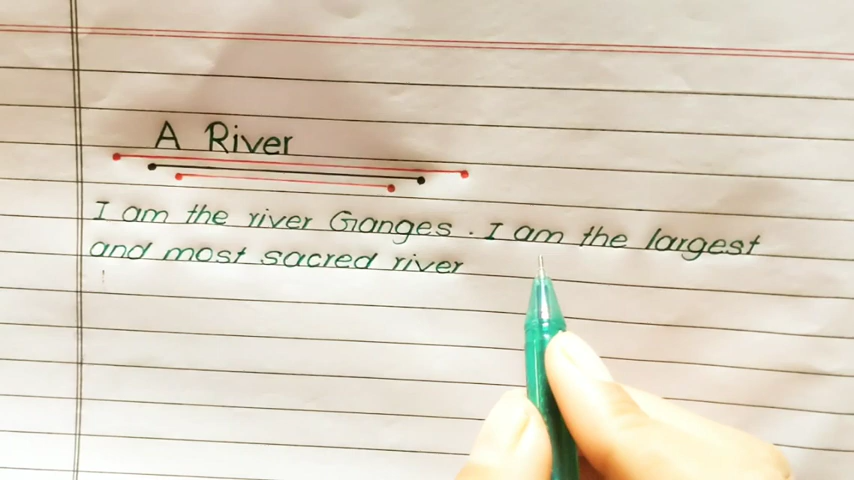 A River
I am the river Ganges. I am the largest
and most sacred river